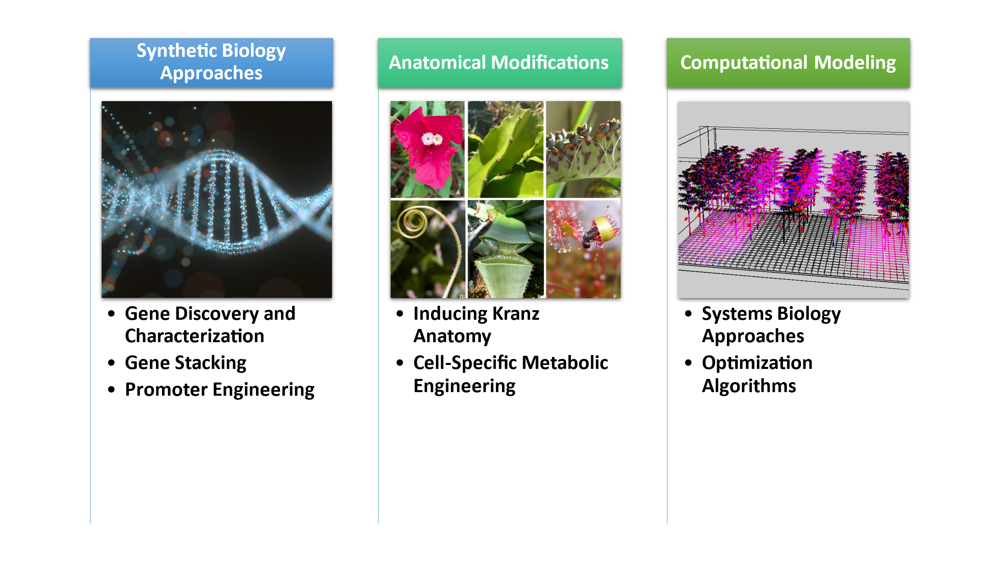 Synthetic Biology
Approaches
• Gene Discovery and
Characterization
• Gene Stacking
• Promoter Engineering
Anatomical Modifications
A
B
C
D
E
F
• Inducing Kranz
Anatomy
• Cell-Specific Metabolic
Engineering
Computational Modeling
• Systems Biology
Approaches
• Optimization
Algorithms